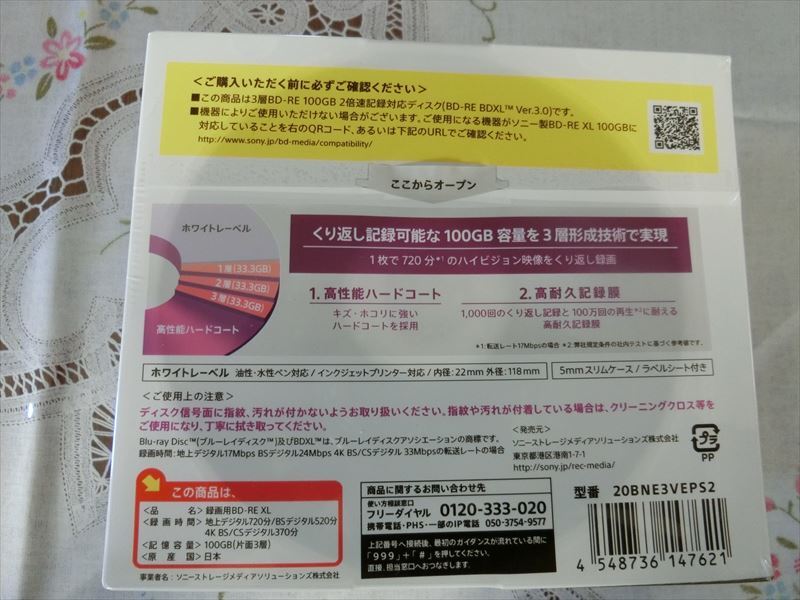 ＜ご購入いただく前に必ずご確認ください＞
■この商品は3層BD-RE 100GB 2倍速記録対応ディスク(BD-RE BDXL™ Ver.3.0)です。
■機器によりご使用いただけない場合がございます。ご使用になる機器がソニー製BD-RE XL 100GBに
対応していることを右のQRコード、あるいは下記のURLでご確認ください。
http://www.sony.jp/bd-media/compatibility/
ここからオープン
ホワイトレーベル
1層(33.3GB)
2層(33.3GB)
3層(33.3GB)
高性能ハードコート
くり返し記録可能な100GB容量を3層形成技術で実現
1枚で720分*1のハイビジョン映像をくり返し録画
1. 高性能ハードコート
キズ・ホコリに強い
ハードコートを採用
2. 高耐久記録膜
1,000回のくり返し記録と100万回の再生*2に耐える
高耐久記録膜
*1:転送レート17Mbpsの場合 *2:弊社規定条件の社内テストに基づく参考値。
ホワイトレーベル 油性・水性ペン対応/インクジェットプリンター対応/内径:22mm外径:118mm
5mmスリムケース/ラベルシート付き
＜ご使用上の注意＞
ディスク信号面に指紋、汚れが付かないようお取り扱いください。指紋や汚れが付着している場合は、クリーニングクロス等を
ご使用になり、丁寧に拭き取ってください。
Blu-ray Disc™(ブルーレイディスク™)及びBDXL™は、ブルーレイディスクアソシエーションの商標です。
録画時間:地上デジタル17Mbps BSデジタル24Mbps 4K BS/CSデジタル 33Mbpsの転送レートの場合
＜発売元＞
ソニーストレージメディアソリューションズ株式会社
東京都港区港南1-7-1
http://sony.jp/rec-media/
プラ
PP
この商品は、
＜品名＞録画用BD-RE XL
＜録画時間＞地上デジタル720分/BSデジタル520分
4K BS/CSデジタル370分
＜記憶容量＞100GB(片面3層)
＜原産国＞日本
事業者名:ソニーストレージメディアソリューションズ株式会社
商品に関するお問い合わせ先
使い方相談窓口
フリーダイヤル 0120-333-020
携帯電話・PHS・一部のIP電話 050-3754-9577
上記番号へ接続後、最初のガイダンスが流れている間に
「999」+「#」を押してください。
直接、担当窓口へおつなぎします。
型番 20BNE3VEPS2
4 548736 147621